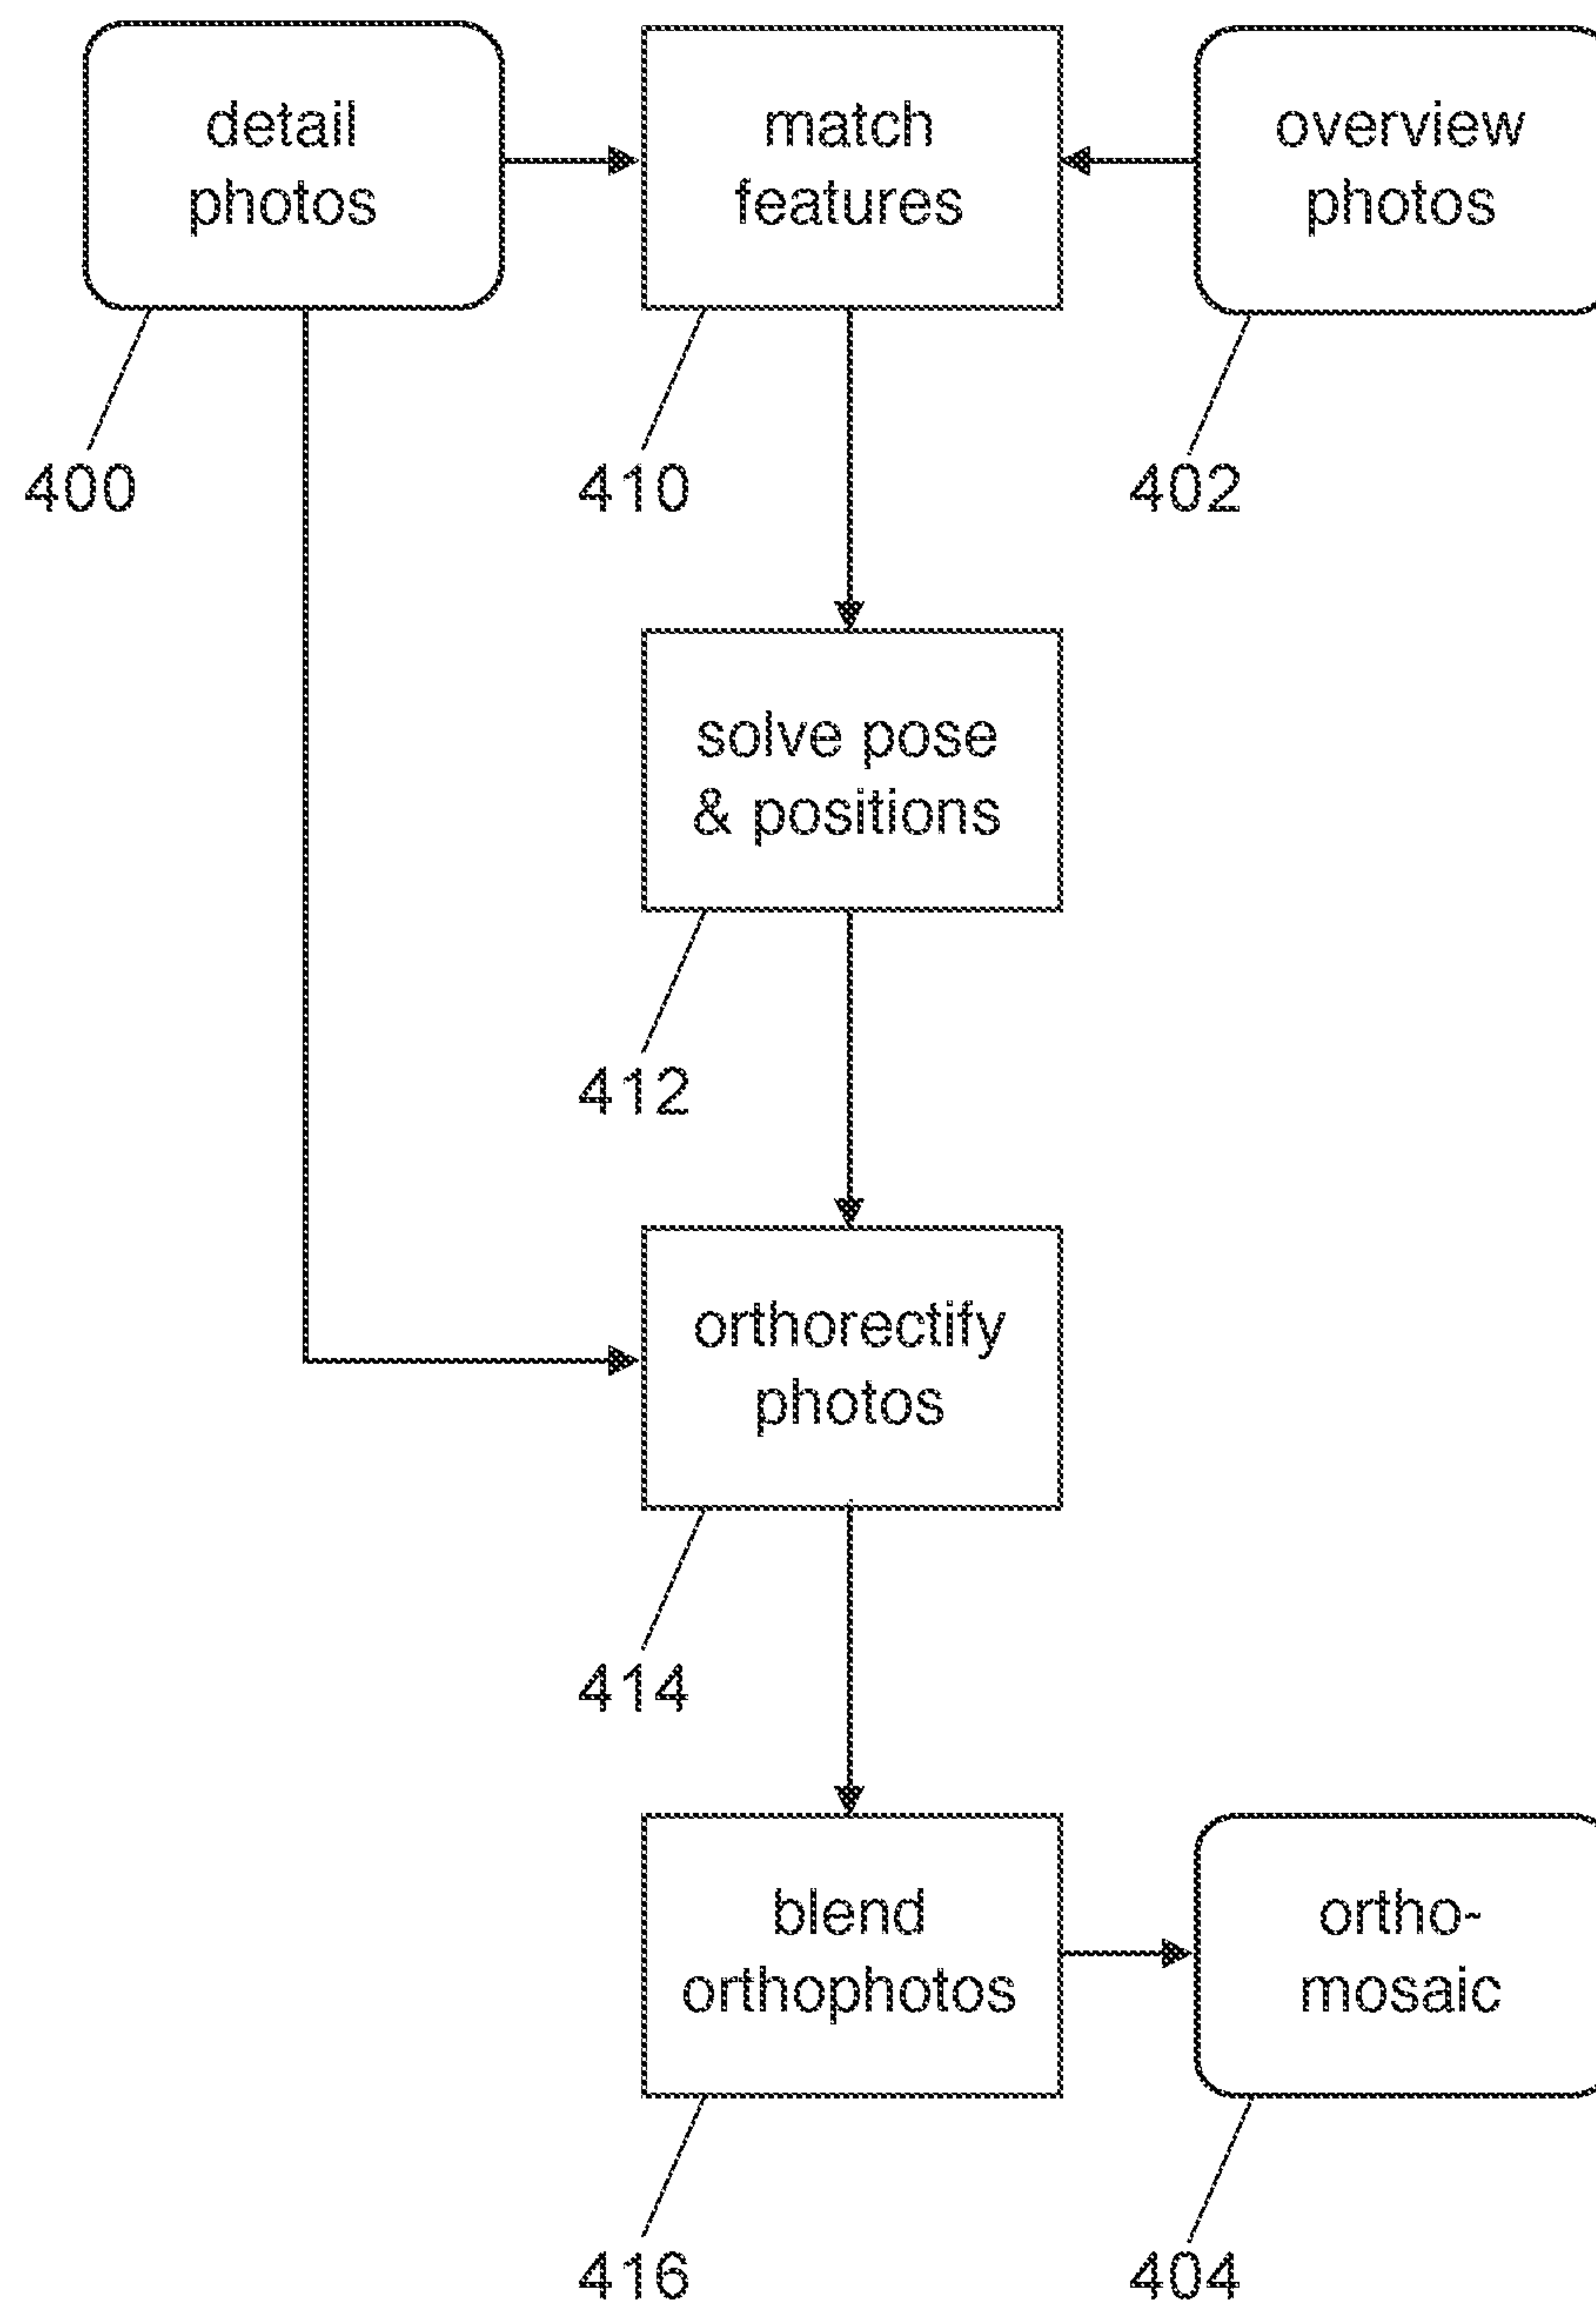 detail
photos
match
features
overview
photos
400
410
402
solve pose
& positions
412
orthorectify
photos
414
blend
orthophotos
ortho-
mosaic
416
404